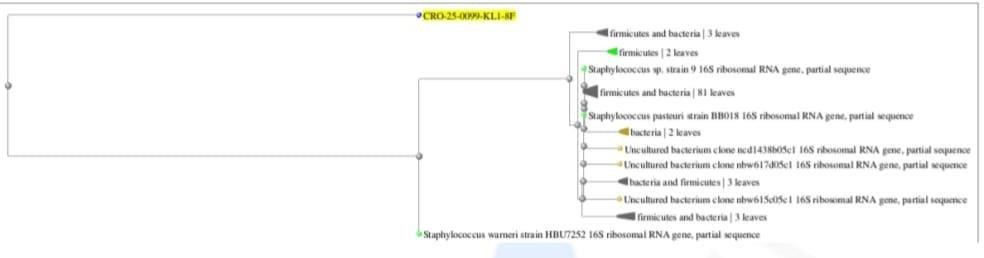 CRO-25-0099-KL1-8F
firmicutes and bacteria | 3 leaves
firmicutes | 2 leaves
Staphylococcus sp. strain 9 16S ribosomal RNA gene, partial sequence
firmicutes and bacteria | 81 leaves
Staphylococcus pasteuri strain BB018 16S ribosomal RNA gene, partial sequence
bacteria | 2 leaves
Uncultured bacterium clone ncd1438b05c1 16S ribosomal RNA gene, partial sequence
Uncultured bacterium clone nbw617d05c1 16S ribosomal RNA gene, partial sequence
bacteria and firmicutes | 3 leaves
Uncultured bacterium clone nbw615c05c1 16S ribosomal RNA gene, partial sequence
firmicutes and bacteria | 3 leaves
Staphylococcus warneri strain HBU7252 16S ribosomal RNA gene, partial sequence